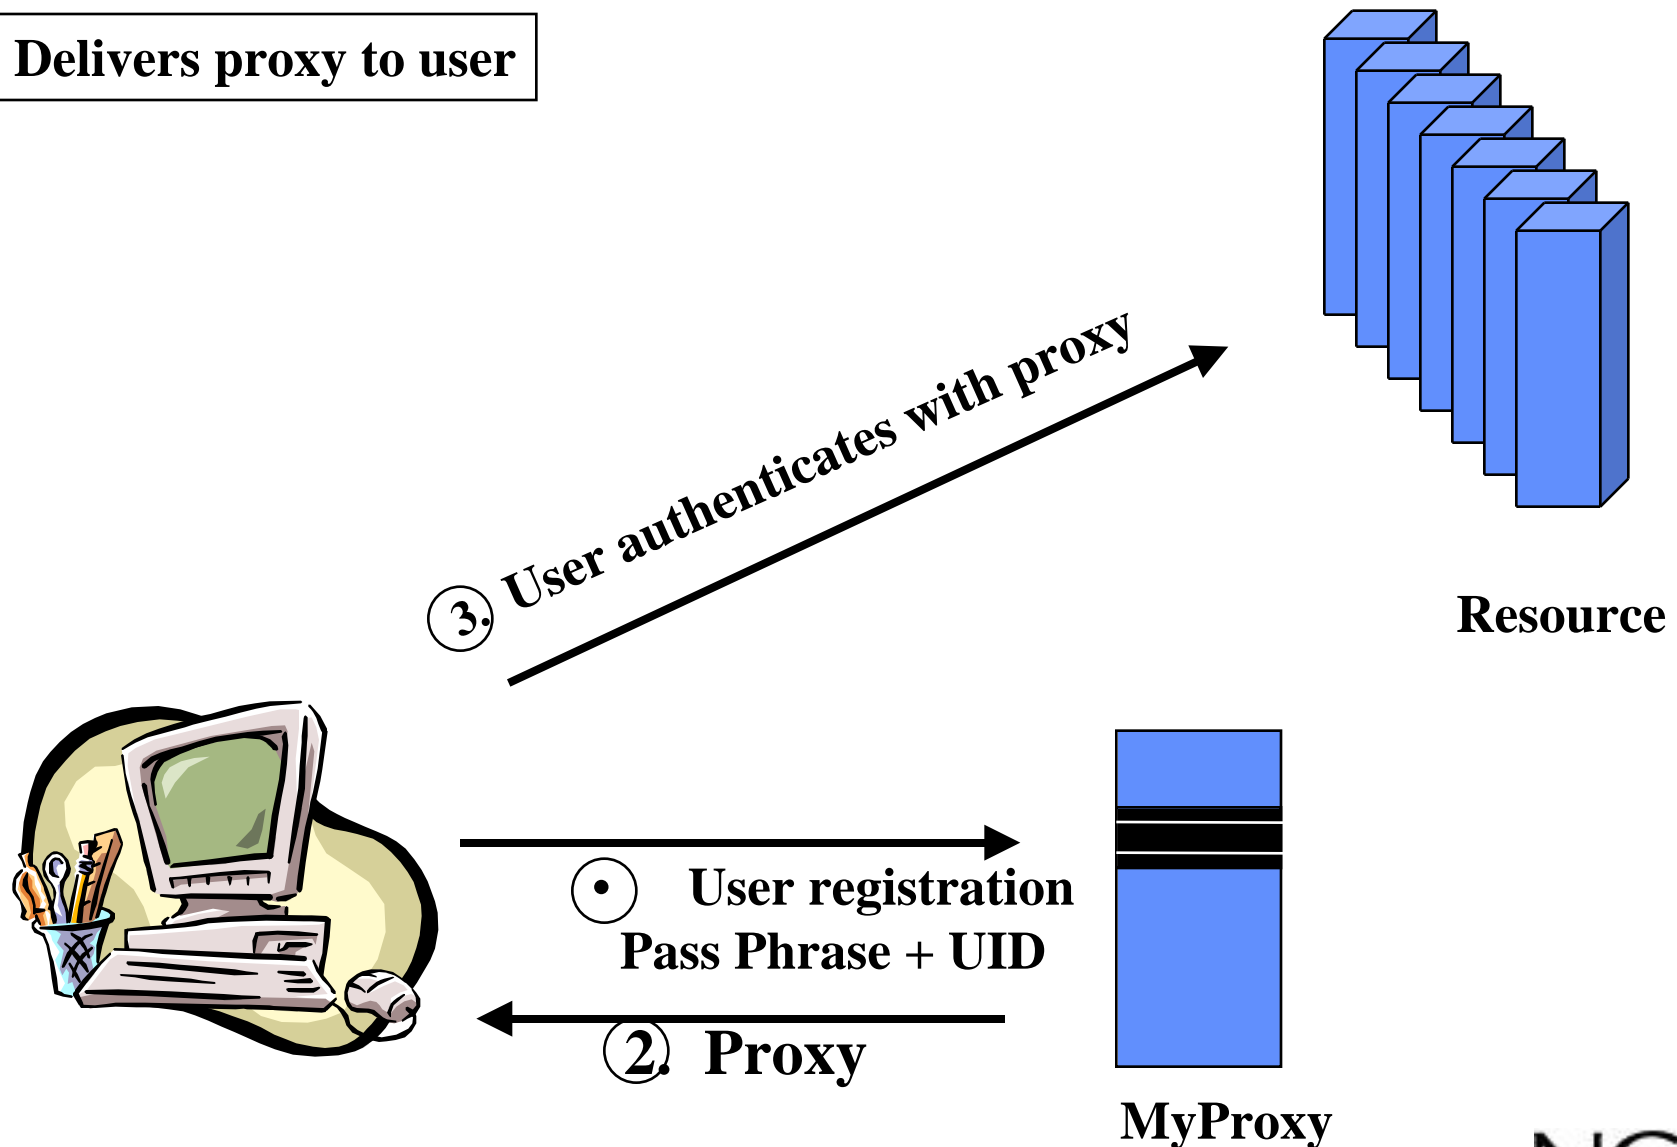 Delivers proxy to user
3. User authenticates with proxy
Resource
• User registration
Pass Phrase + UID
2. Proxy
MyProxy